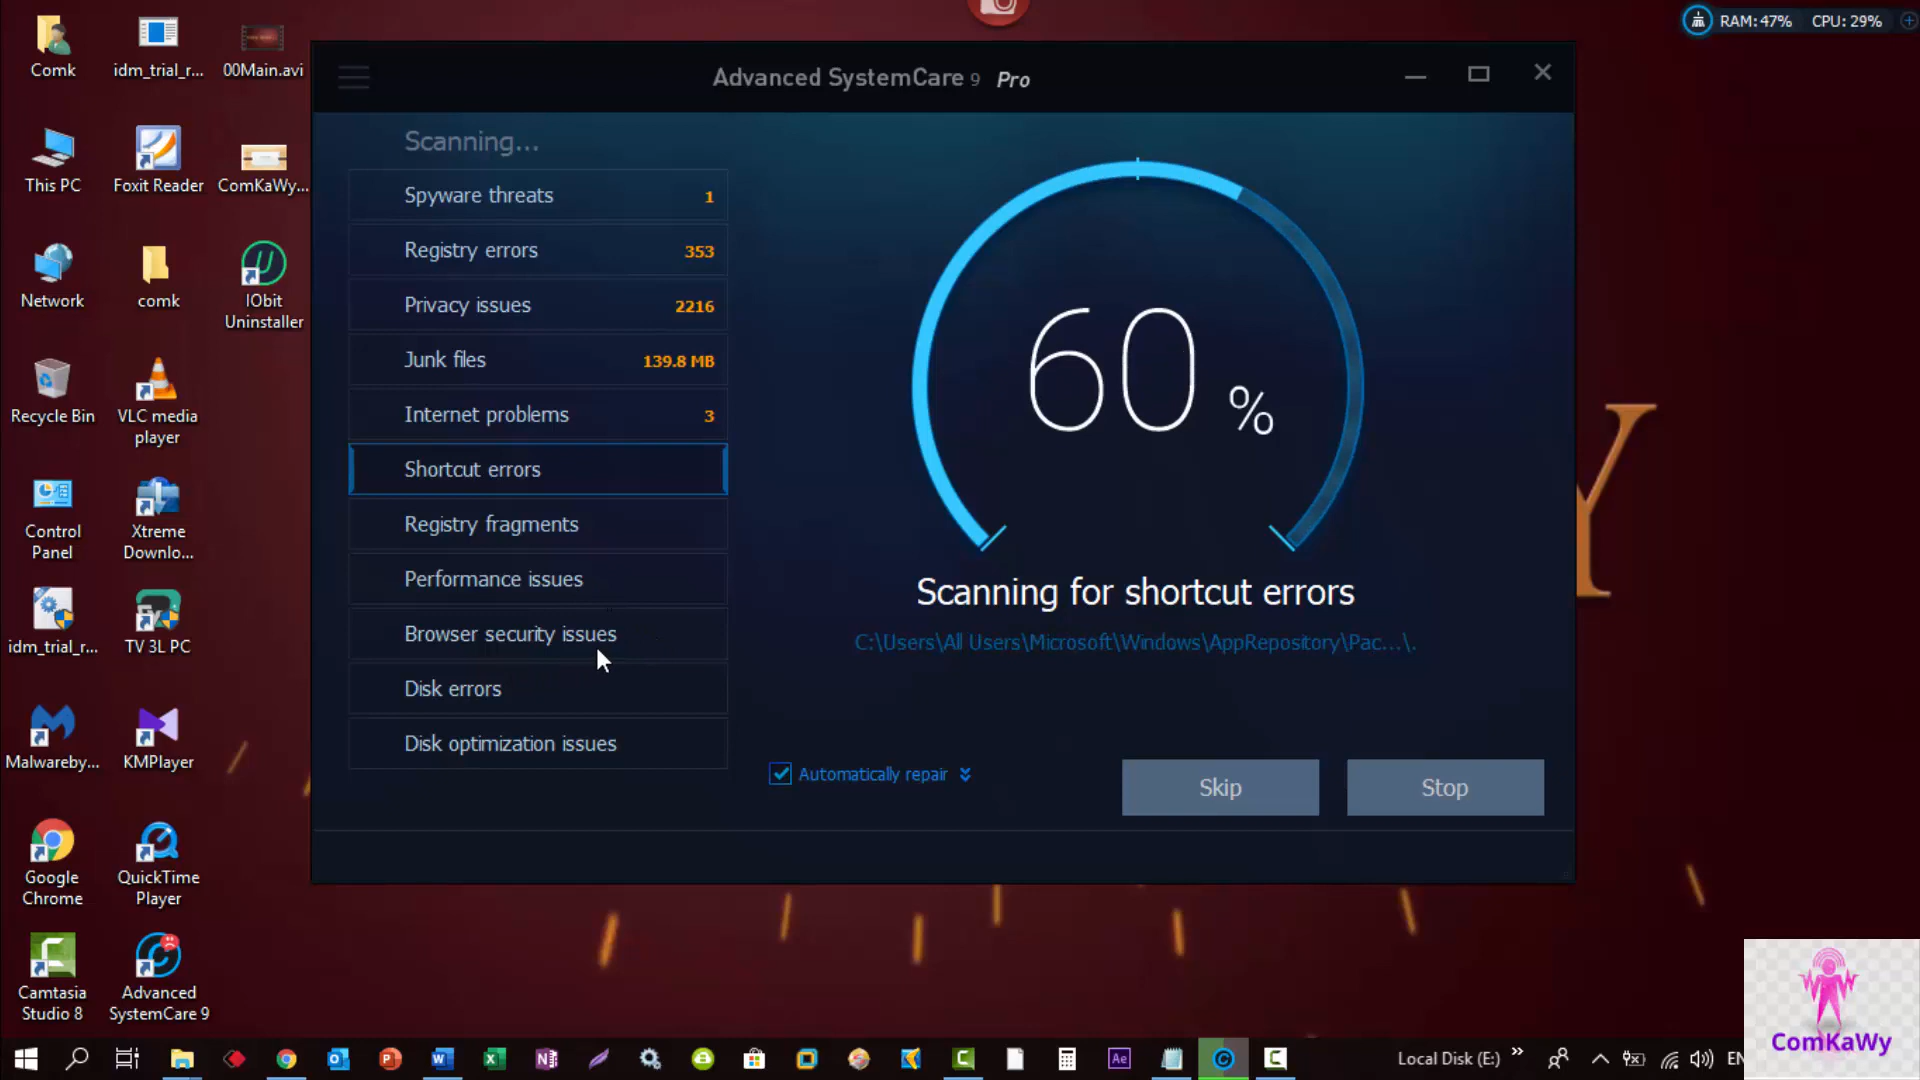 Comk
idm_trial_r...
00Main.avi
This PC
Foxit Reader
ComKaWy...
Network
comk
IObit
Uninstaller
Recycle Bin
VLC media
player
Control
Panel
Xtreme
Downlo...
idm_trial_r...
TV 3L PC
Malwareby...
KMPlayer
Google
Chrome
QuickTime
Player
Camtasia
Studio 8
Advanced
SystemCare 9
RAM: 47% CPU: 29%
Advanced SystemCare 9 Pro
Scanning...
Spyware threats 1
Registry errors 353
Privacy issues 2216
Junk files 139.8 MB
Internet problems 3
Shortcut errors
Registry fragments
Performance issues
Browser security issues
Disk errors
Disk optimization issues
60 %
Scanning for shortcut errors
C:\Users\All Users\Microsoft\Windows\AppRepository\Pac...\.
Automatically repair
Skip
Stop
Y
ComKaWy
Local Disk (E:)
EN